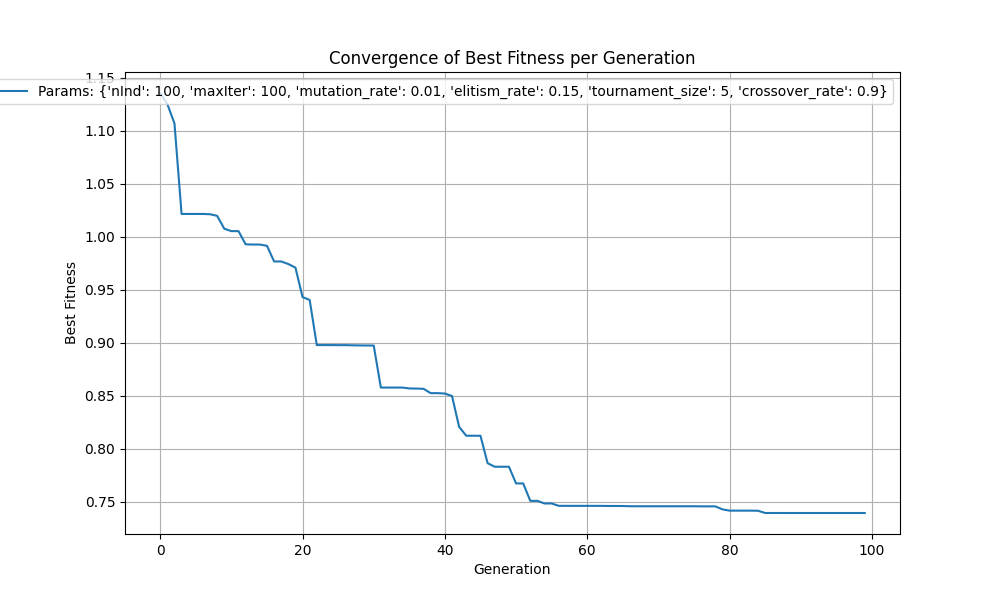 Convergence of Best Fitness per Generation
Params: {'nInd': 100, 'maxIter': 100, 'mutation_rate': 0.01, 'elitism_rate': 0.15, 'tournament_size': 5, 'crossover_rate': 0.9}
1.15
1.10
1.05
1.00
0.95
0.90
0.85
0.80
0.75
Best Fitness
0 20 40 60 80 100
Generation